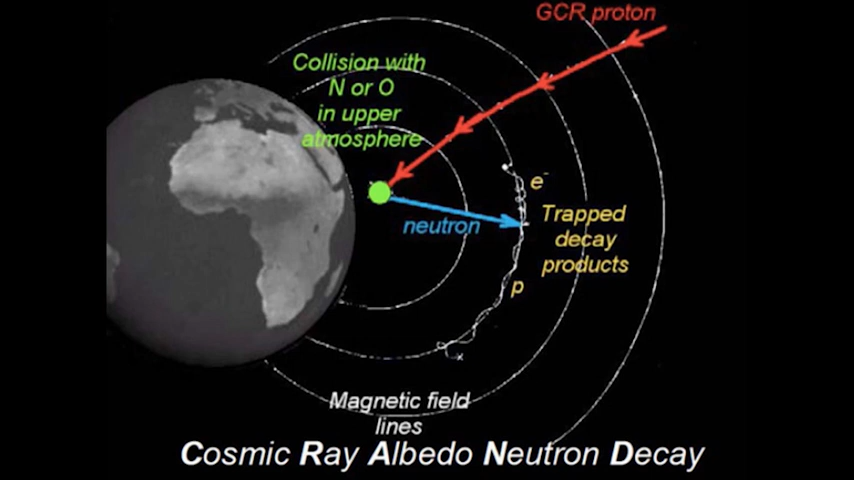 GCR proton
Collision with
N or O
in upper
atmosphere
e-
neutron
Trapped
decay
products
p
Magnetic field
lines
Cosmic Ray Albedo Neutron Decay